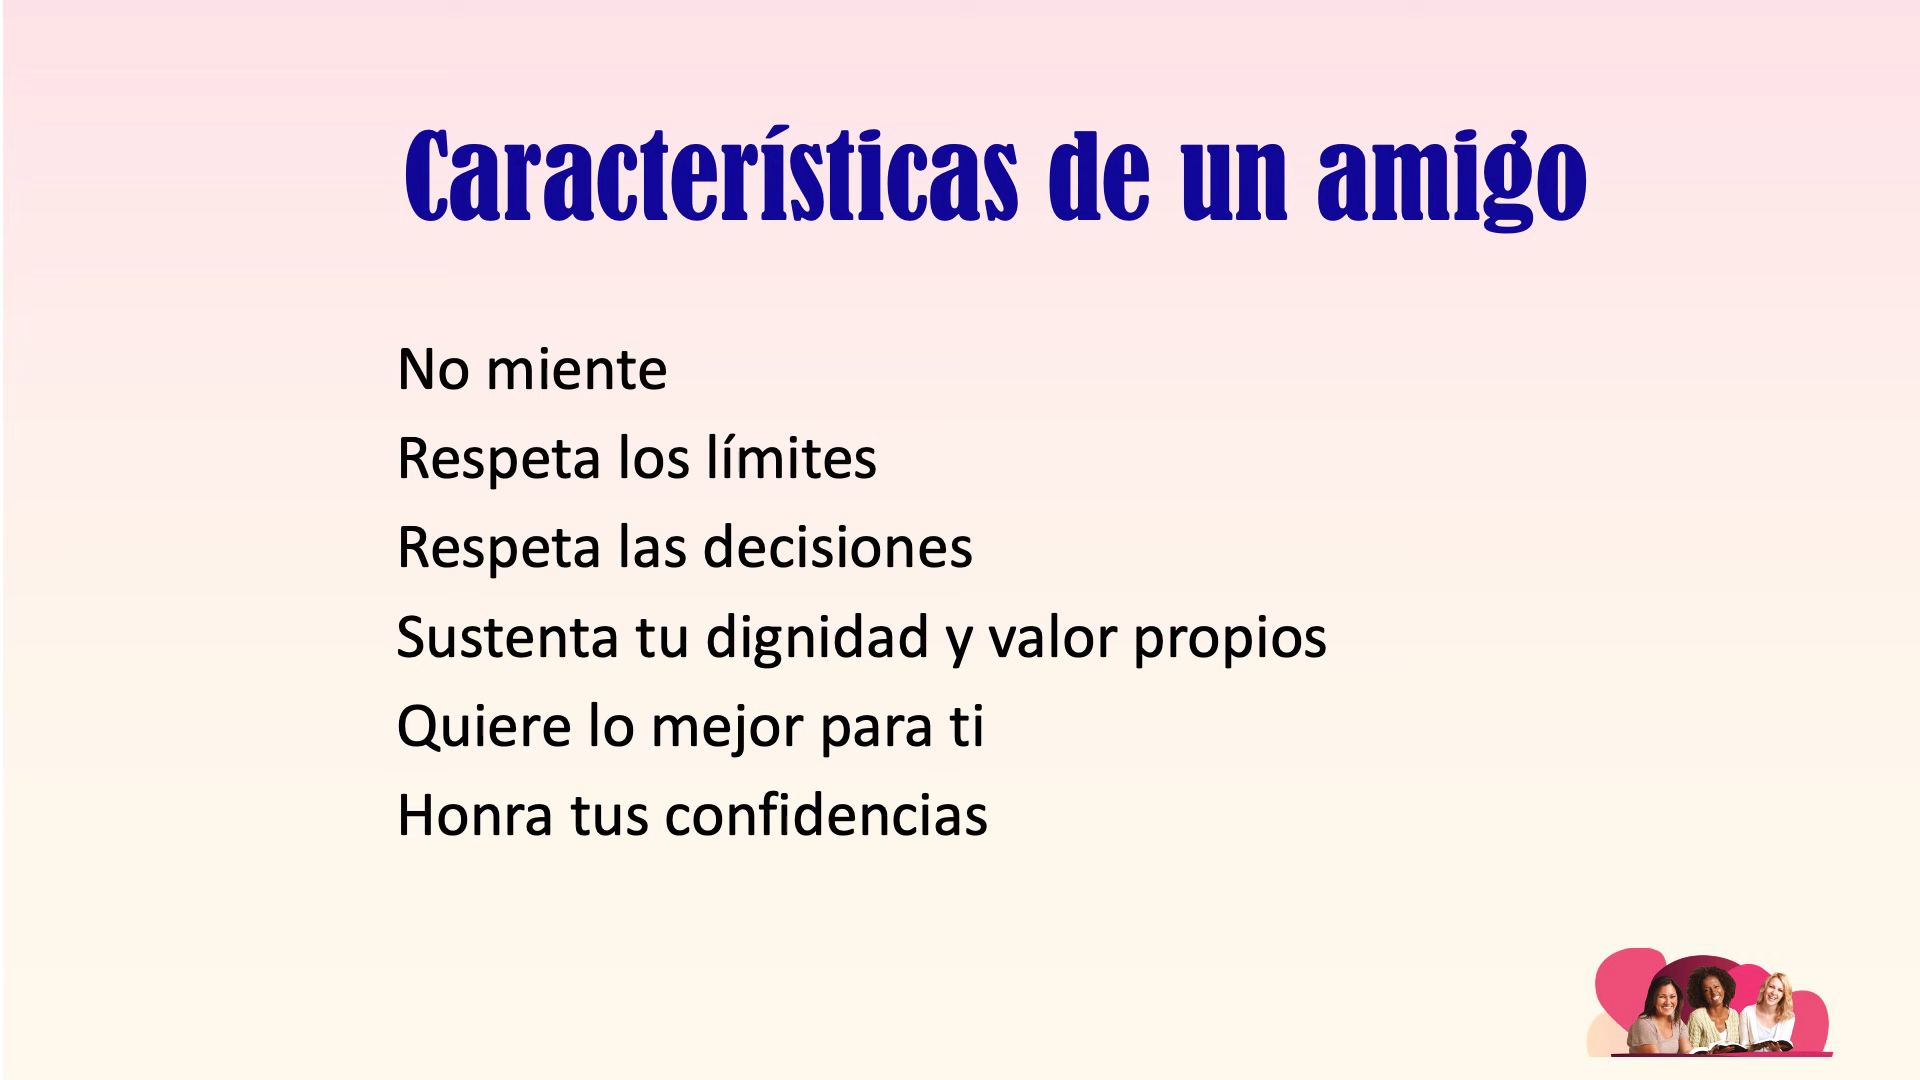 Características de un amigo
No miente
Respeta los límites
Respeta las decisiones
Sustenta tu dignidad y valor propios
Quiere lo mejor para ti
Honra tus confidencias